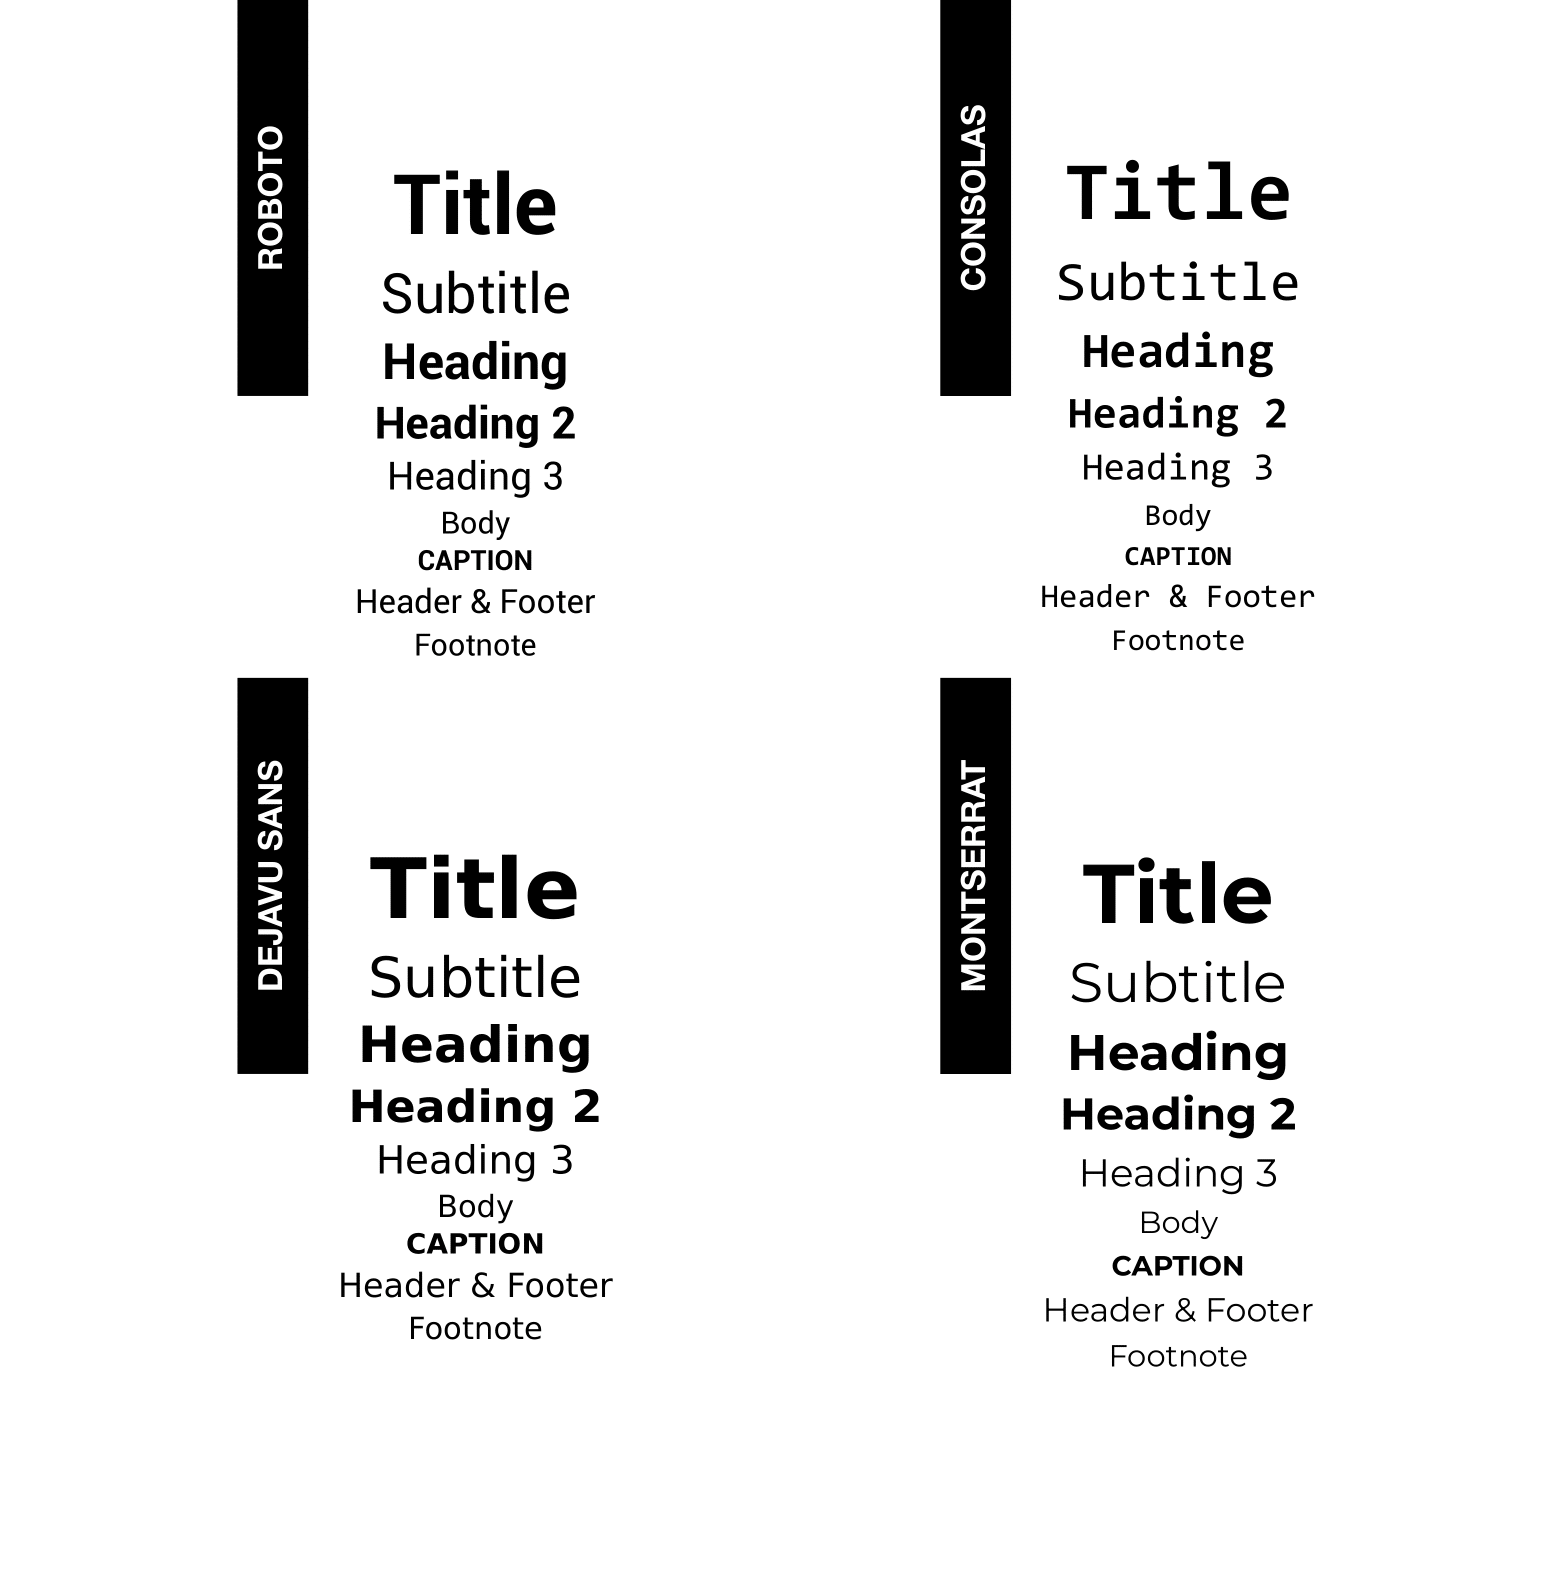 ROBOTO
Title
Subtitle
Heading
Heading 2
Heading 3
Body
CAPTION
Header & Footer
Footnote
CONSOLAS
Title
Subtitle
Heading
Heading 2
Heading 3
Body
CAPTION
Header & Footer
Footnote
DEJAVU SANS
Title
Subtitle
Heading
Heading 2
Heading 3
Body
CAPTION
Header & Footer
Footnote
MONTSERRAT
Title
Subtitle
Heading
Heading 2
Heading 3
Body
CAPTION
Header & Footer
Footnote